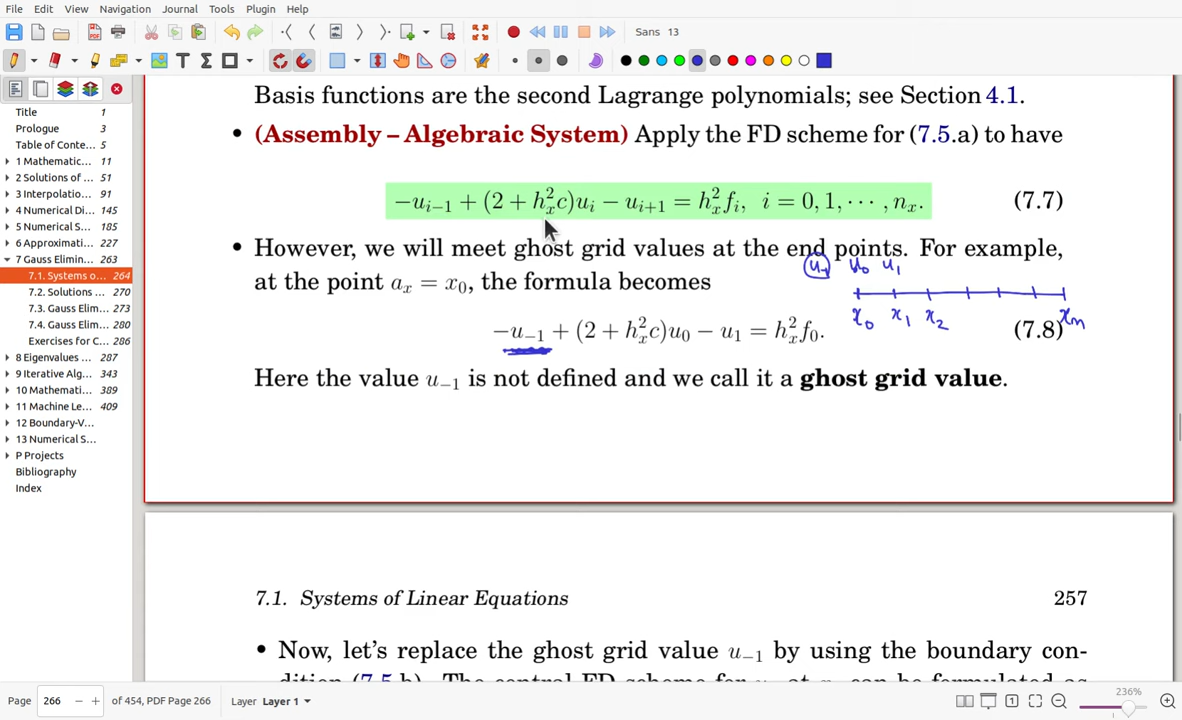 File Edit View Navigation Journal Tools Plugin Help
Sans 13
Title 1
Prologue 3
Table of Conte... 5
1 Mathematic... 11
2 Solutions of ... 51
3 Interpolatio... 91
4 Numerical Di... 145
5 Numerical S... 185
6 Approximati... 227
7 Gauss Elimin... 263
7.1. Systems o... 264
7.2. Solutions ... 270
7.3. Gauss Elim... 273
7.4. Gauss Elim... 280
Exercises for C... 286
8 Eigenvalues ... 287
9 Iterative Alg... 343
10 Mathemati... 389
11 Machine Le... 409
12 Boundary-V...
13 Numerical S...
P Projects
Bibliography
Index
Basis functions are the second Lagrange polynomials; see Section 4.1.
• (Assembly – Algebraic System) Apply the FD scheme for (7.5.a) to have
−u_{i−1} + (2 + h_x^2 c)u_i − u_{i+1} = h_x^2 f_i, i = 0, 1, ⋯ , n_x. (7.7)
• However, we will meet ghost grid values at the end points. For example,
u_{-1} u_0 u_1
at the point a_x = x_0, the formula becomes
x_0 x_1 x_2 x_n
−u_{−1} + (2 + h_x^2 c)u_0 − u_1 = h_x^2 f_0. (7.8)
Here the value u_{−1} is not defined and we call it a ghost grid value.
7.1. Systems of Linear Equations 257
• Now, let's replace the ghost grid value u_{−1} by using the boundary con-
Page 266 of 454, PDF Page 266 Layer Layer 1 236%